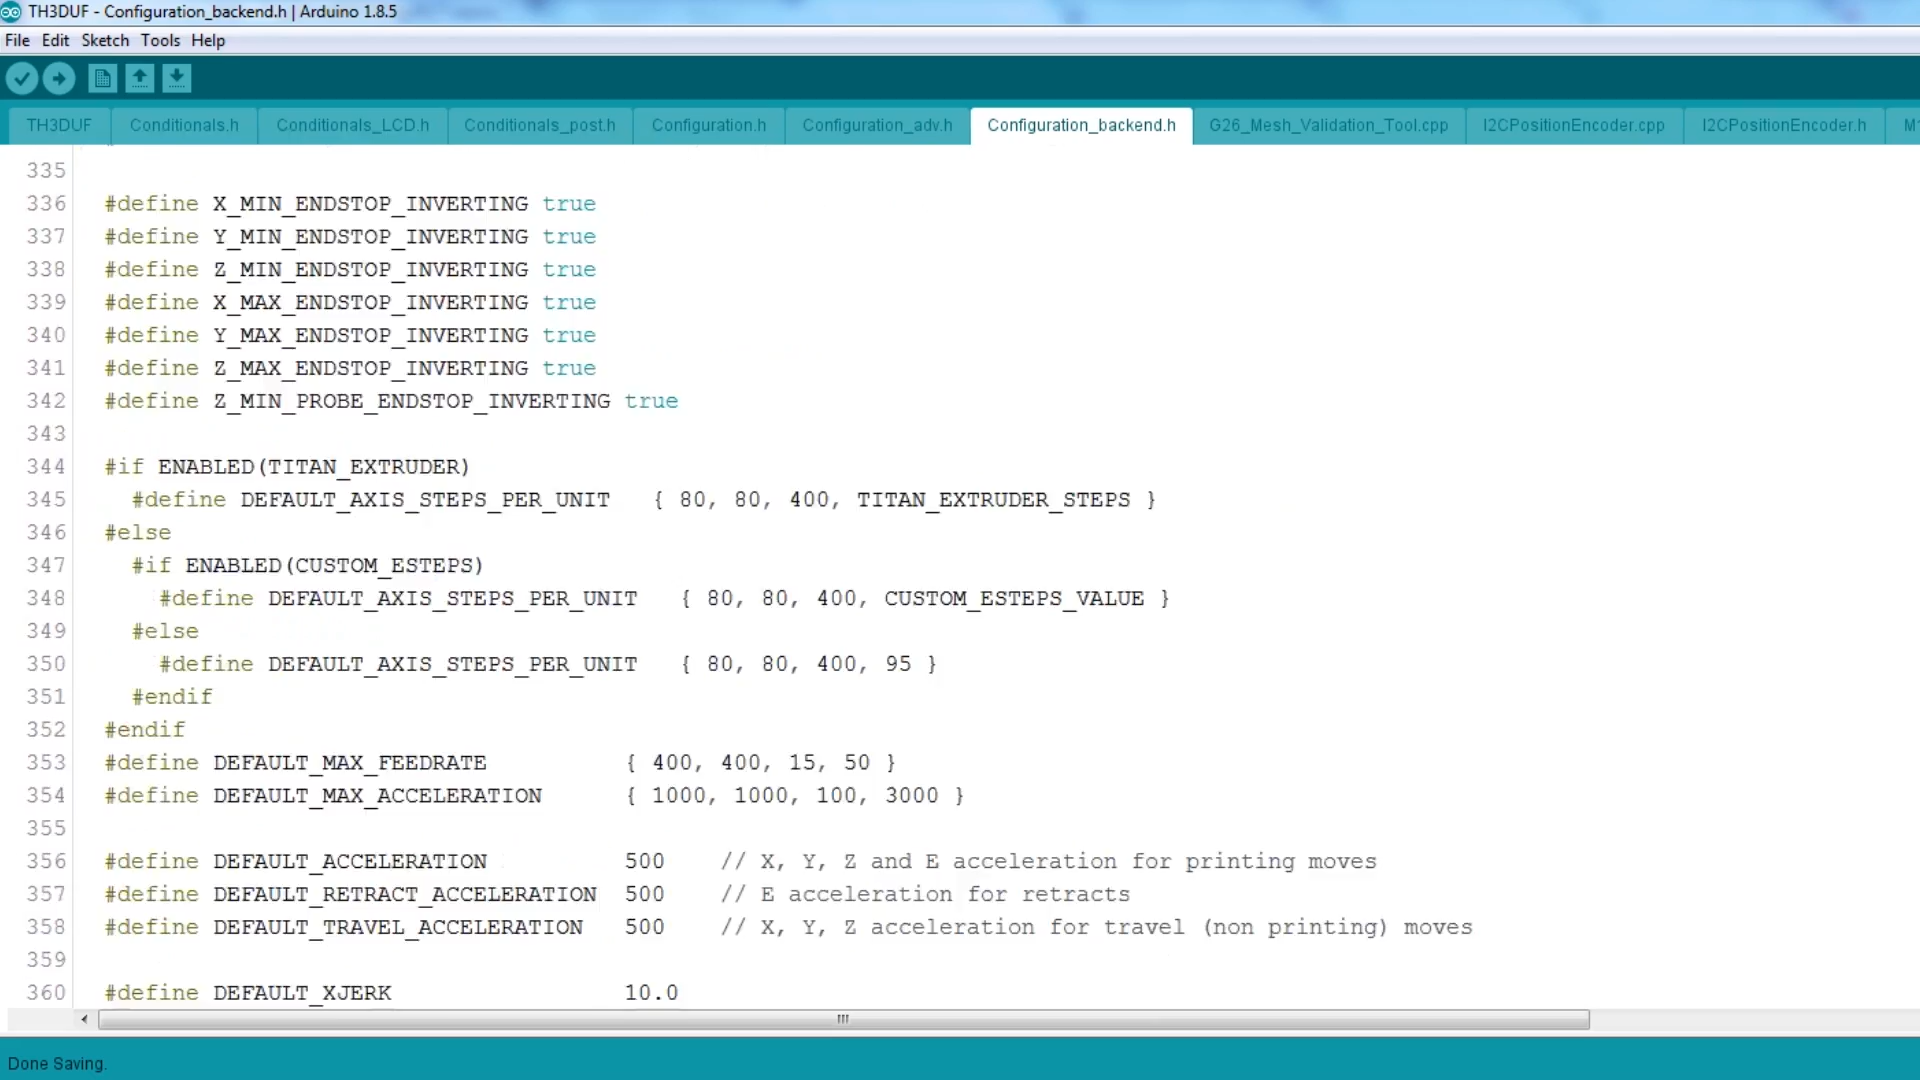 TH3DUF - Configuration_backend.h | Arduino 1.8.5
File Edit Sketch Tools Help
TH3DUF Conditionals.h Conditionals_LCD.h Conditionals_post.h Configuration.h Configuration_adv.h Configuration_backend.h G26_Mesh_Validation_Tool.cpp I2CPositionEncoder.cpp I2CPositionEncoder.h
335
336 #define X_MIN_ENDSTOP_INVERTING true
337 #define Y_MIN_ENDSTOP_INVERTING true
338 #define Z_MIN_ENDSTOP_INVERTING true
339 #define X_MAX_ENDSTOP_INVERTING true
340 #define Y_MAX_ENDSTOP_INVERTING true
341 #define Z_MAX_ENDSTOP_INVERTING true
342 #define Z_MIN_PROBE_ENDSTOP_INVERTING true
343
344 #if ENABLED(TITAN_EXTRUDER)
345 #define DEFAULT_AXIS_STEPS_PER_UNIT { 80, 80, 400, TITAN_EXTRUDER_STEPS }
346 #else
347 #if ENABLED(CUSTOM_ESTEPS)
348 #define DEFAULT_AXIS_STEPS_PER_UNIT { 80, 80, 400, CUSTOM_ESTEPS_VALUE }
349 #else
350 #define DEFAULT_AXIS_STEPS_PER_UNIT { 80, 80, 400, 95 }
351 #endif
352 #endif
353 #define DEFAULT_MAX_FEEDRATE { 400, 400, 15, 50 }
354 #define DEFAULT_MAX_ACCELERATION { 1000, 1000, 100, 3000 }
355
356 #define DEFAULT_ACCELERATION 500 // X, Y, Z and E acceleration for printing moves
357 #define DEFAULT_RETRACT_ACCELERATION 500 // E acceleration for retracts
358 #define DEFAULT_TRAVEL_ACCELERATION 500 // X, Y, Z acceleration for travel (non printing) moves
359
360 #define DEFAULT_XJERK 10.0
Done Saving.